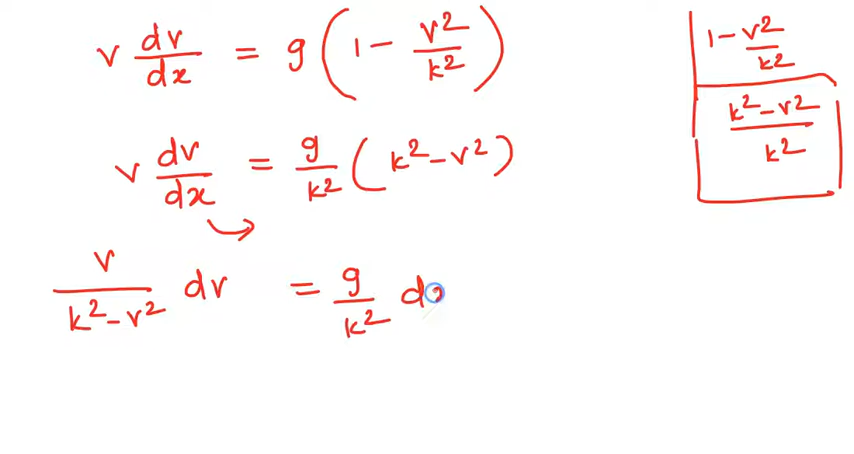 v dv/dx = g (1 - v²/k²)
v dv/dx = g/k² (k² - v²)
v/(k² - v²) dv = g/k² dx
1 - v²/k²
(k² - v²)/k²